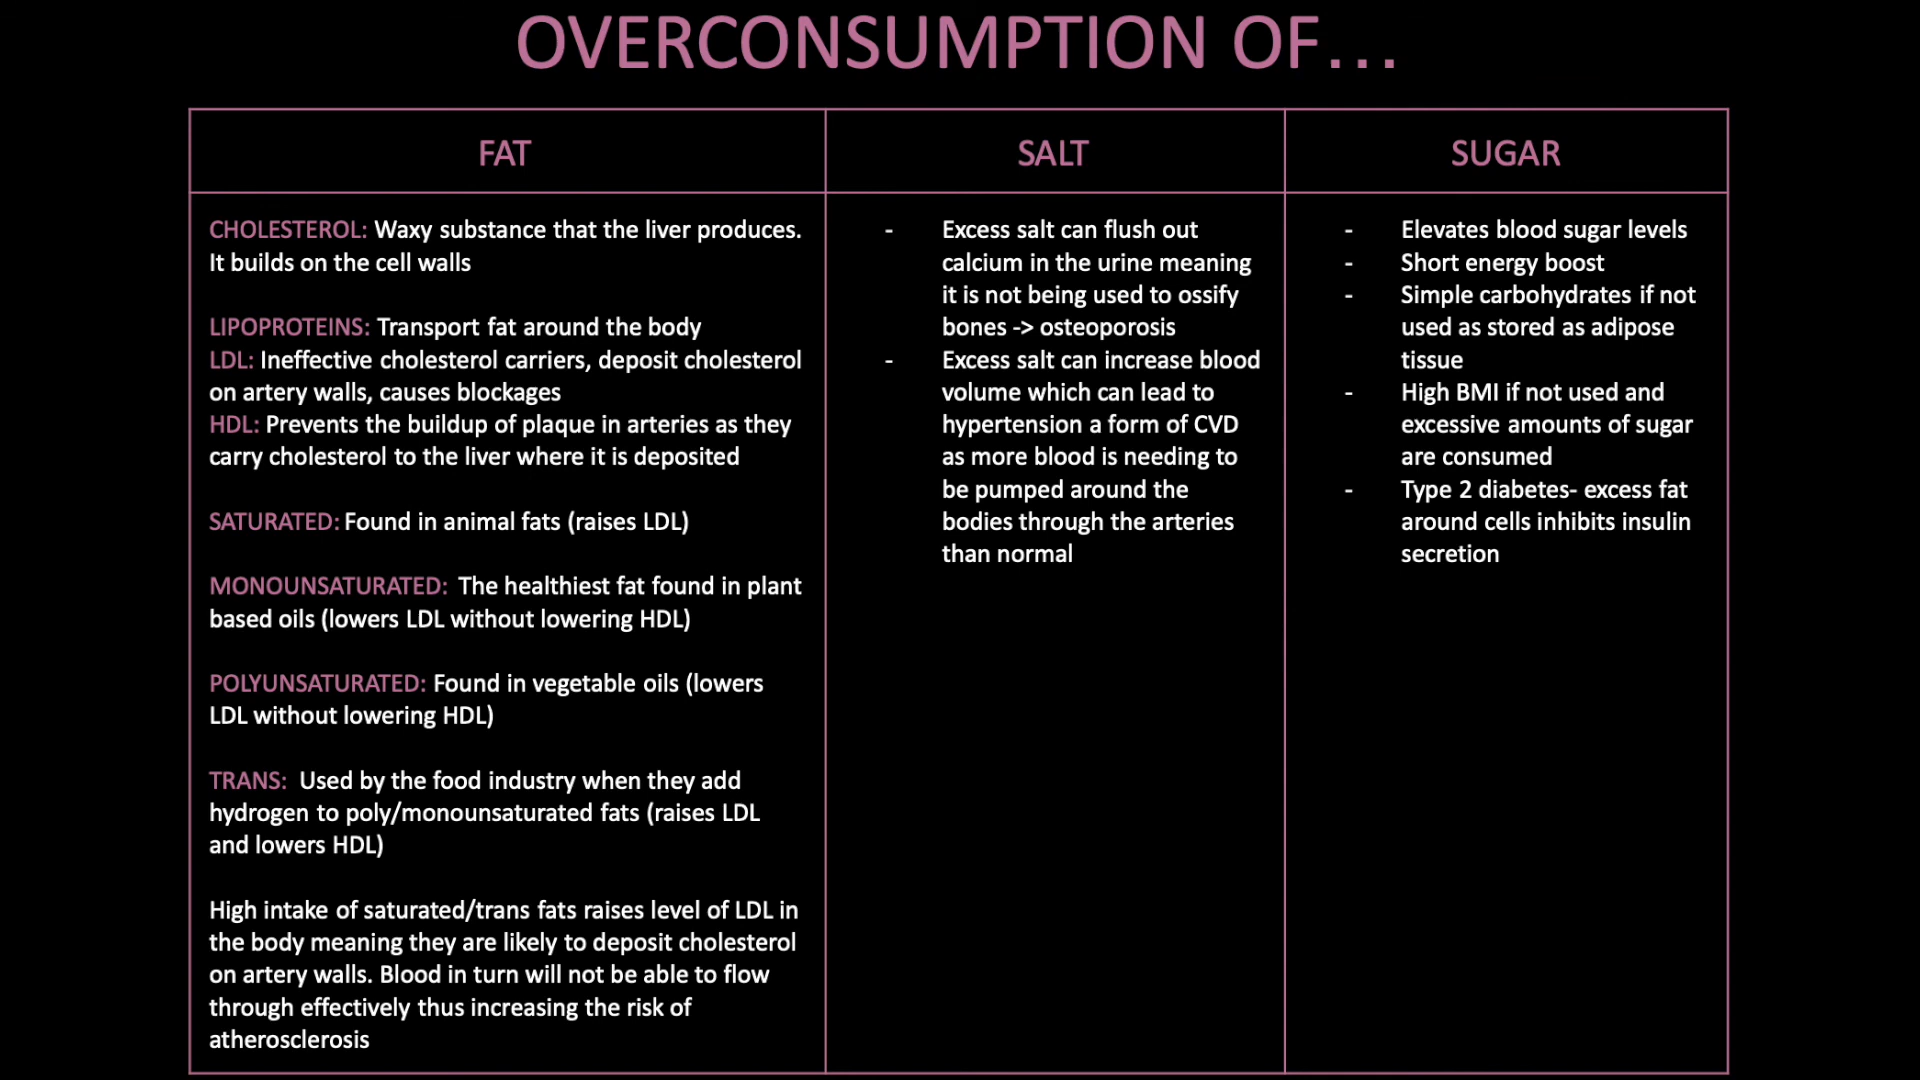 OVERCONSUMPTION OF...
FAT
CHOLESTEROL: Waxy substance that the liver produces.
It builds on the cell walls
LIPOPROTEINS: Transport fat around the body
LDL: Ineffective cholesterol carriers, deposit cholesterol
on artery walls, causes blockages
HDL: Prevents the buildup of plaque in arteries as they
carry cholesterol to the liver where it is deposited
SATURATED: Found in animal fats (raises LDL)
MONOUNSATURATED: The healthiest fat found in plant
based oils (lowers LDL without lowering HDL)
POLYUNSATURATED: Found in vegetable oils (lowers
LDL without lowering HDL)
TRANS: Used by the food industry when they add
hydrogen to poly/monounsaturated fats (raises LDL
and lowers HDL)
High intake of saturated/trans fats raises level of LDL in
the body meaning they are likely to deposit cholesterol
on artery walls. Blood in turn will not be able to flow
through effectively thus increasing the risk of
atherosclerosis
SALT
- Excess salt can flush out
calcium in the urine meaning
it is not being used to ossify
bones -> osteoporosis
- Excess salt can increase blood
volume which can lead to
hypertension a form of CVD
as more blood is needing to
be pumped around the
bodies through the arteries
than normal
SUGAR
- Elevates blood sugar levels
- Short energy boost
- Simple carbohydrates if not
used as stored as adipose
tissue
- High BMI if not used and
excessive amounts of sugar
are consumed
- Type 2 diabetes- excess fat
around cells inhibits insulin
secretion